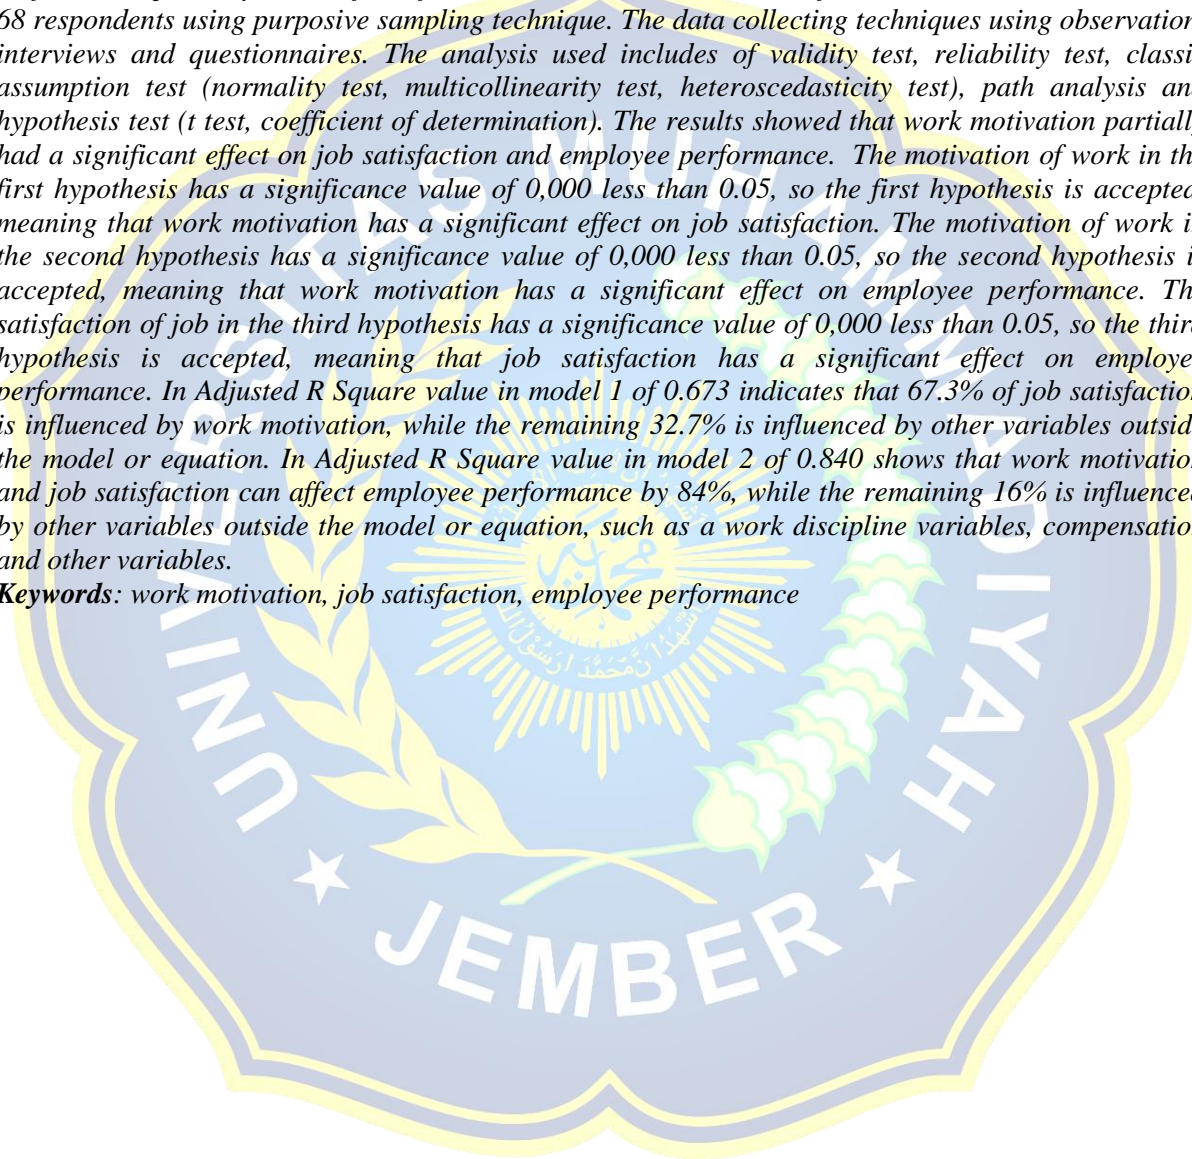 68 respondents using purposive sampling technique. The data collecting techniques using observation
interviews and questionnaires. The analysis used includes of validity test, reliability test, classi
assumption test (normality test, multicollinearity test, heteroscedasticity test), path analysis an
hypothesis test (t test, coefficient of determination). The results showed that work motivation partiall
had a significant effect on job satisfaction and employee performance. The motivation of work in th
first hypothesis has a significance value of 0,000 less than 0.05, so the first hypothesis is accepted
meaning that work motivation has a significant effect on job satisfaction. The motivation of work i
the second hypothesis has a significance value of 0,000 less than 0.05, so the second hypothesis i
accepted, meaning that work motivation has a significant effect on employee performance. Th
satisfaction of job in the third hypothesis has a significance value of 0,000 less than 0.05, so the thir
hypothesis is accepted, meaning that job satisfaction has a significant effect on employe
performance. In Adjusted R Square value in model 1 of 0.673 indicates that 67.3% of job satisfaction
is influenced by work motivation, while the remaining 32.7% is influenced by other variables outsid
the model or equation. In Adjusted R Square value in model 2 of 0.840 shows that work motivation
and job satisfaction can affect employee performance by 84%, while the remaining 16% is influence
by other variables outside the model or equation, such as a work discipline variables, compensation
and other variables.
Keywords: work motivation, job satisfaction, employee performance
UNIVERSITAS MUHAMMADIYAH
JEMBER